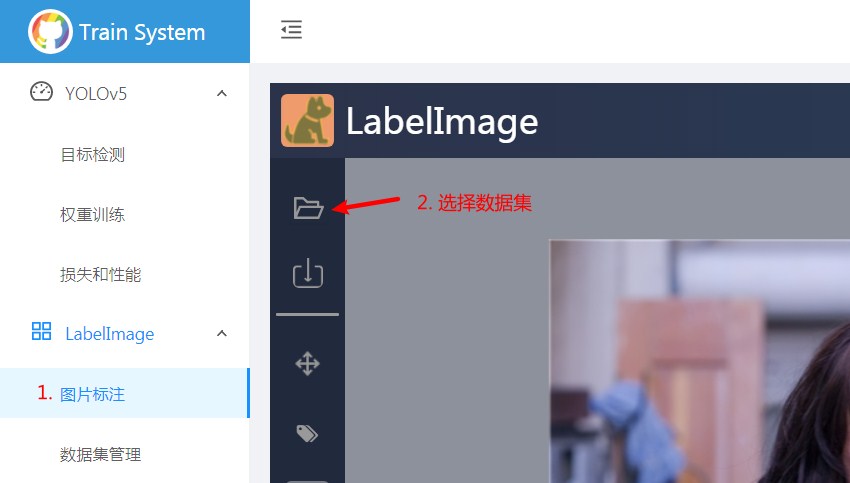 Train System
YOLOv5
目标检测
权重训练
损失和性能
LabelImage
1. 图片标注
数据集管理
LabelImage
2. 选择数据集